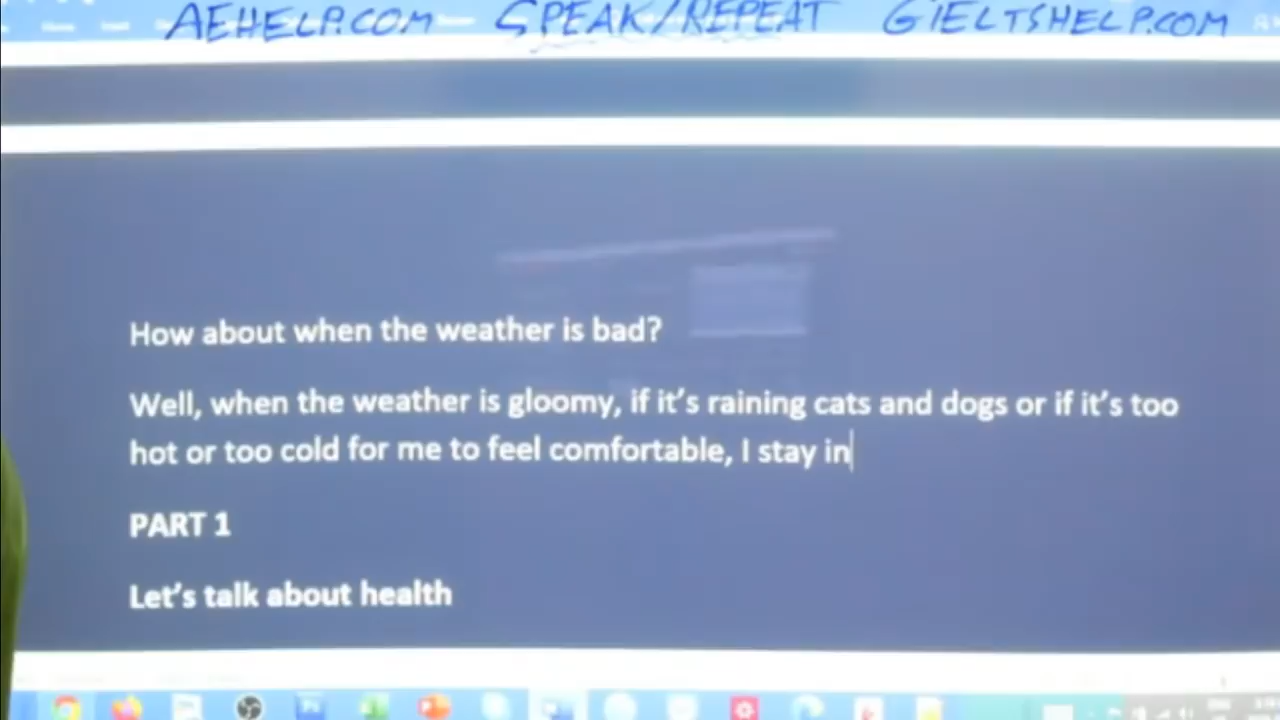 AEHELP.COM SPEAK/REPEAT GIELTSHELP.COM
How about when the weather is bad?
Well, when the weather is gloomy, if it's raining cats and dogs or if it's too
hot or too cold for me to feel comfortable, I stay in
PART 1
Let's talk about health